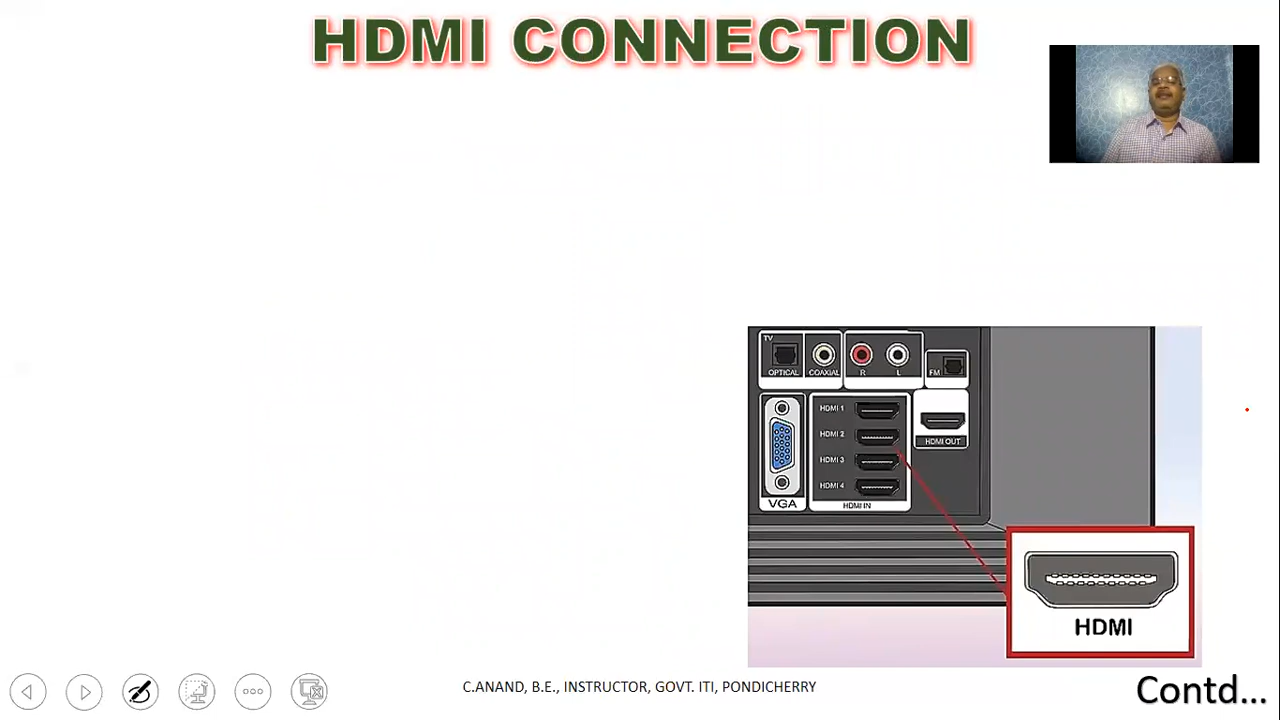 HDMI CONNECTION
TV
OPTICAL
COAXIAL
R
L
FM
HDMI 1
HDMI 2
HDMI 3
HDMI 4
HDMI OUT
VGA
HDMI IN
HDMI
C.ANAND, B.E., INSTRUCTOR, GOVT. ITI, PONDICHERRY
Contd...